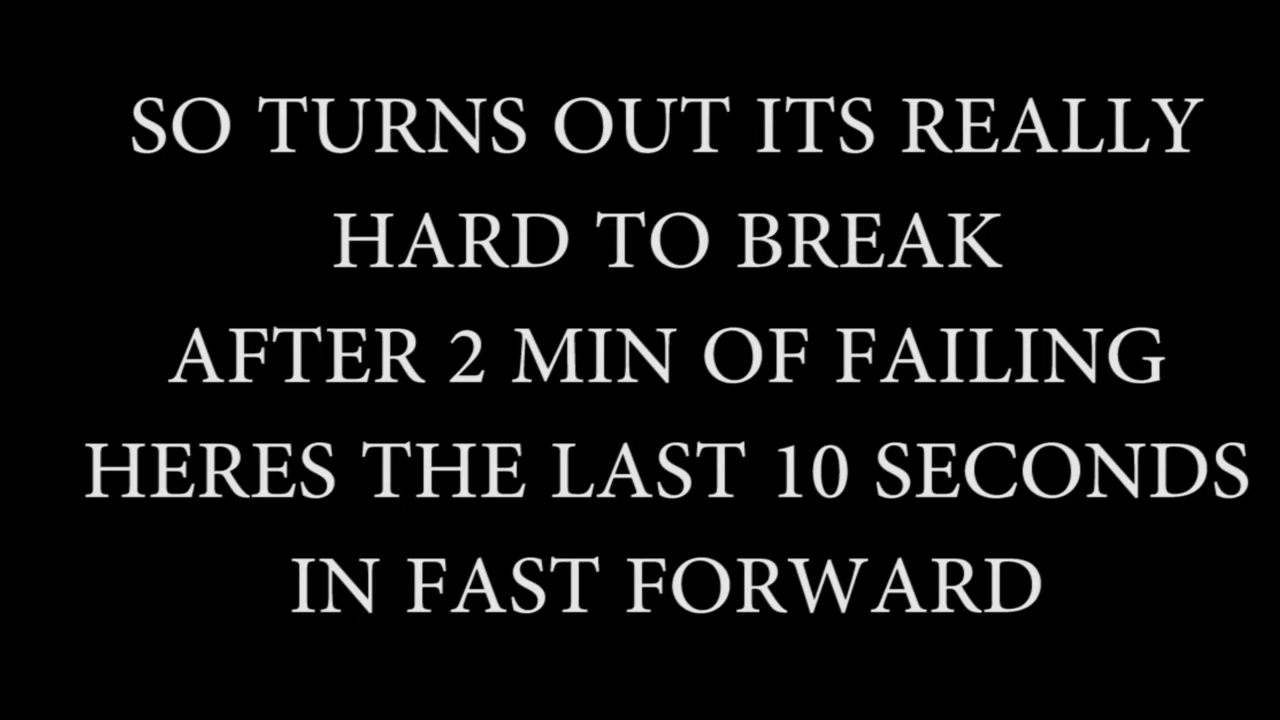 SO TURNS OUT ITS REALLY
HARD TO BREAK
AFTER 2 MIN OF FAILING
HERES THE LAST 10 SECONDS
IN FAST FORWARD